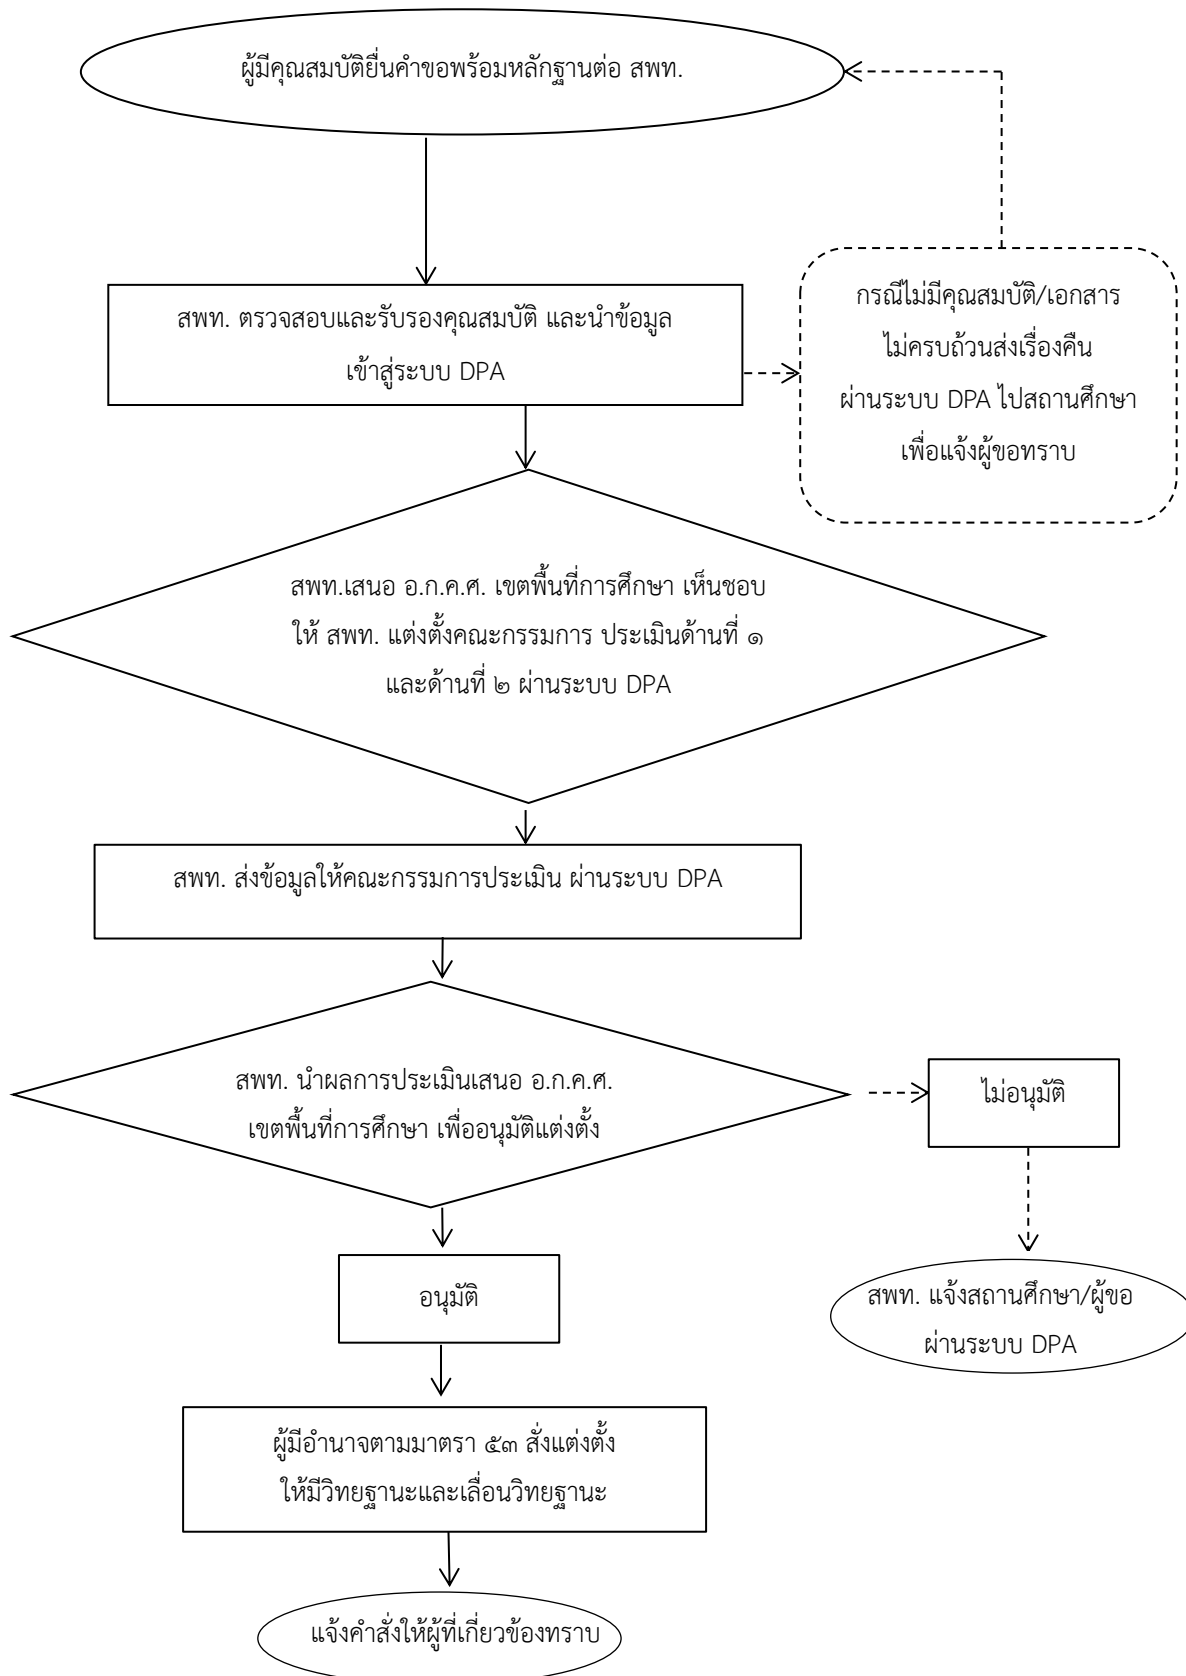 ผู้มีคุณสมบัติยื่นคำขอพร้อมหลักฐานต่อ สพท.
สพท. ตรวจสอบและรับรองคุณสมบัติ และนำข้อมูล
เข้าสู่ระบบ DPA
กรณีไม่มีคุณสมบัติ/เอกสาร
ไม่ครบถ้วนส่งเรื่องคืน
ผ่านระบบ DPA ไปสถานศึกษา
เพื่อแจ้งผู้ขอทราบ
สพท.เสนอ อ.ก.ค.ศ. เขตพื้นที่การศึกษา เห็นชอบ
ให้ สพท. แต่งตั้งคณะกรรมการ ประเมินด้านที่ ๑
และด้านที่ ๒ ผ่านระบบ DPA
สพท. ส่งข้อมูลให้คณะกรรมการประเมิน ผ่านระบบ DPA
สพท. นำผลการประเมินเสนอ อ.ก.ค.ศ.
เขตพื้นที่การศึกษา เพื่ออนุมัติแต่งตั้ง
ไม่อนุมัติ
อนุมัติ
สพท. แจ้งสถานศึกษา/ผู้ขอ
ผ่านระบบ DPA
ผู้มีอำนาจตามมาตรา ๕๓ สั่งแต่งตั้ง
ให้มีวิทยฐานะและเลื่อนวิทยฐานะ
แจ้งคำสั่งให้ผู้ที่เกี่ยวข้องทราบ